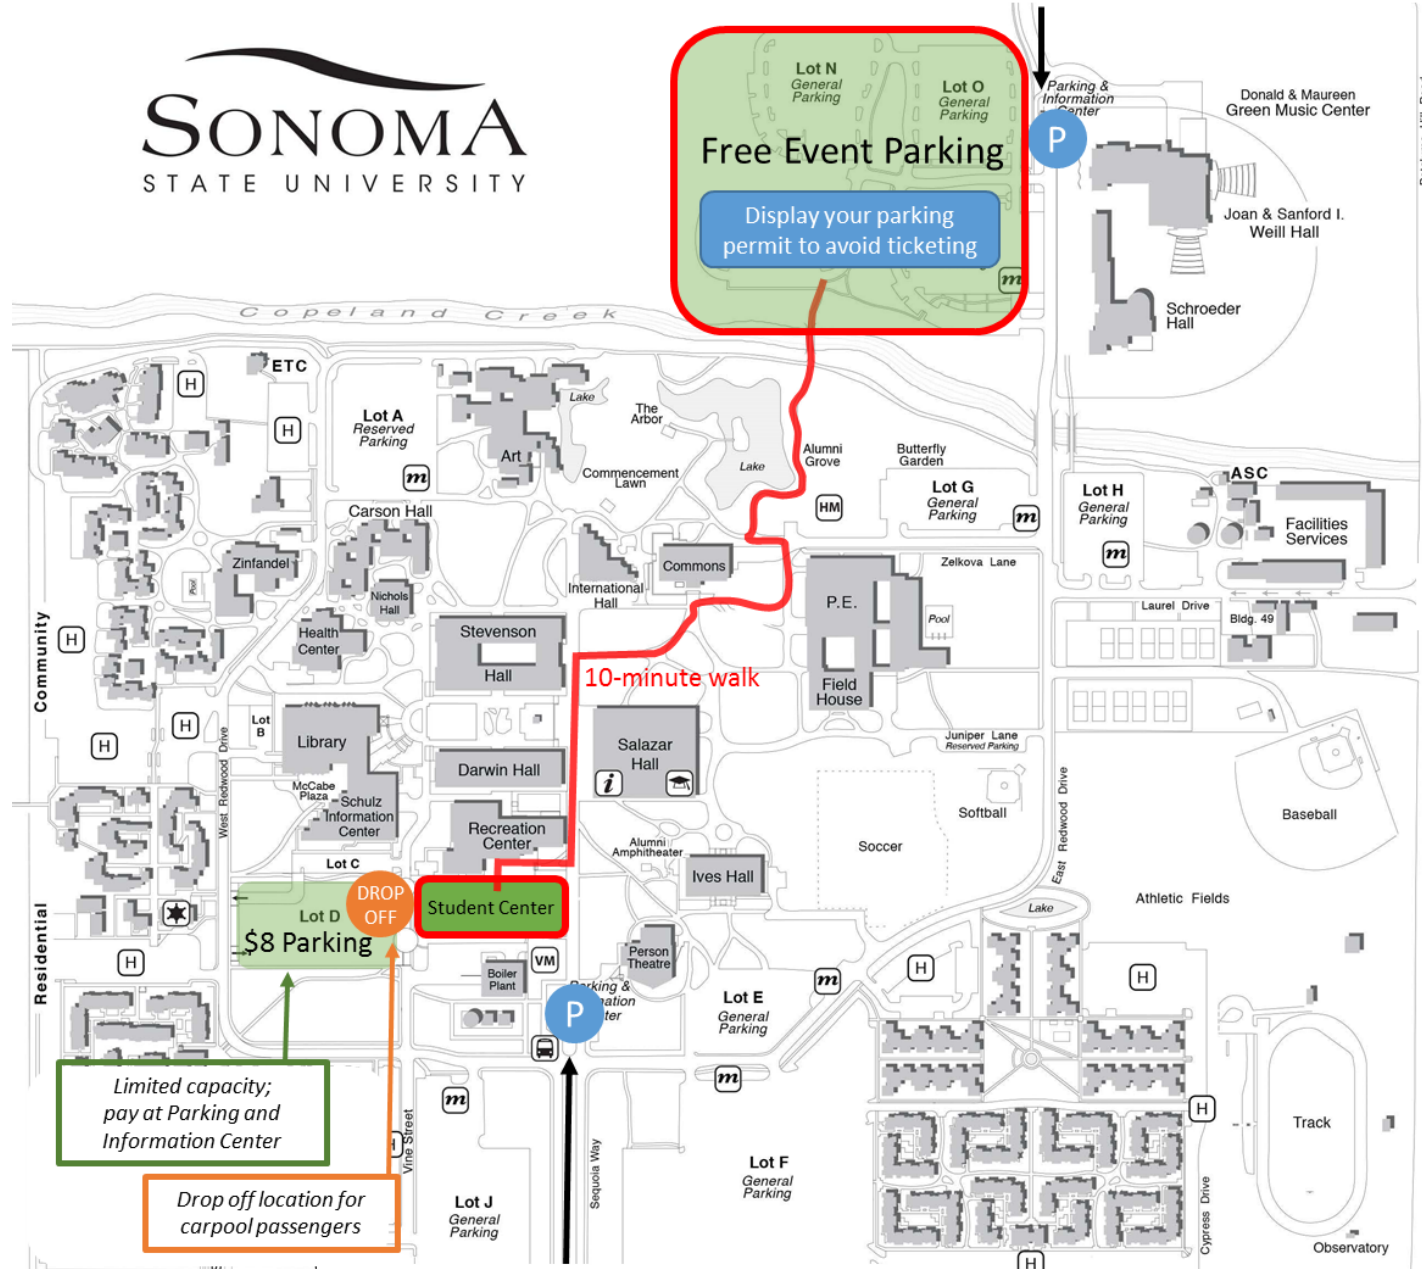 SONOMA
STATE UNIVERSITY
Lot N
General
Parking
Lot O
General
Parking
Free Event Parking
Display your parking
permit to avoid ticketing
m
Parking &
Information
Center
P
Donald & Maureen
Green Music Center
Joan & Sanford I.
Weill Hall
Schroeder
Hall
Copeland Creek
ETC
H
H
Lot A
Reserved
Parking
m
Lake
Art
The
Arbor
Commencement
Lawn
Lake
Alumni
Grove
HM
Butterfly
Garden
Lot G
General
Parking
m
Lot H
General
Parking
m
ASC
Facilities
Services
Carson Hall
Zinfandel
Pool
Nichols
Hall
International
Hall
Commons
P.E.
Zelkova Lane
Pool
Laurel Drive
Bldg. 49
Community
H
Health
Center
Stevenson
Hall
10-minute walk
Field
House
H
H
West Redwood Drive
Lot
B
Library
McCabe
Plaza
Schulz
Information
Center
Darwin Hall
Salazar
Hall
i
Juniper Lane
Reserved Parking
Softball
East Redwood Drive
Baseball
Recreation
Center
Alumni
Amphitheater
Ives Hall
Soccer
Lot C
Lot D
$8 Parking
DROP
OFF
Student Center
Lake
Athletic Fields
Residential
H
Boiler
Plant
VM
Person
Theatre
Parking &
P
m
H
H
Lot E
General
Parking
m
m
Limited capacity;
pay at Parking and
Information Center
Drop off location for
carpool passengers
H
Vine Street
Lot J
General
Parking
Sequoia Way
Lot F
General
Parking
H
Cypress Drive
H
Track
Observatory